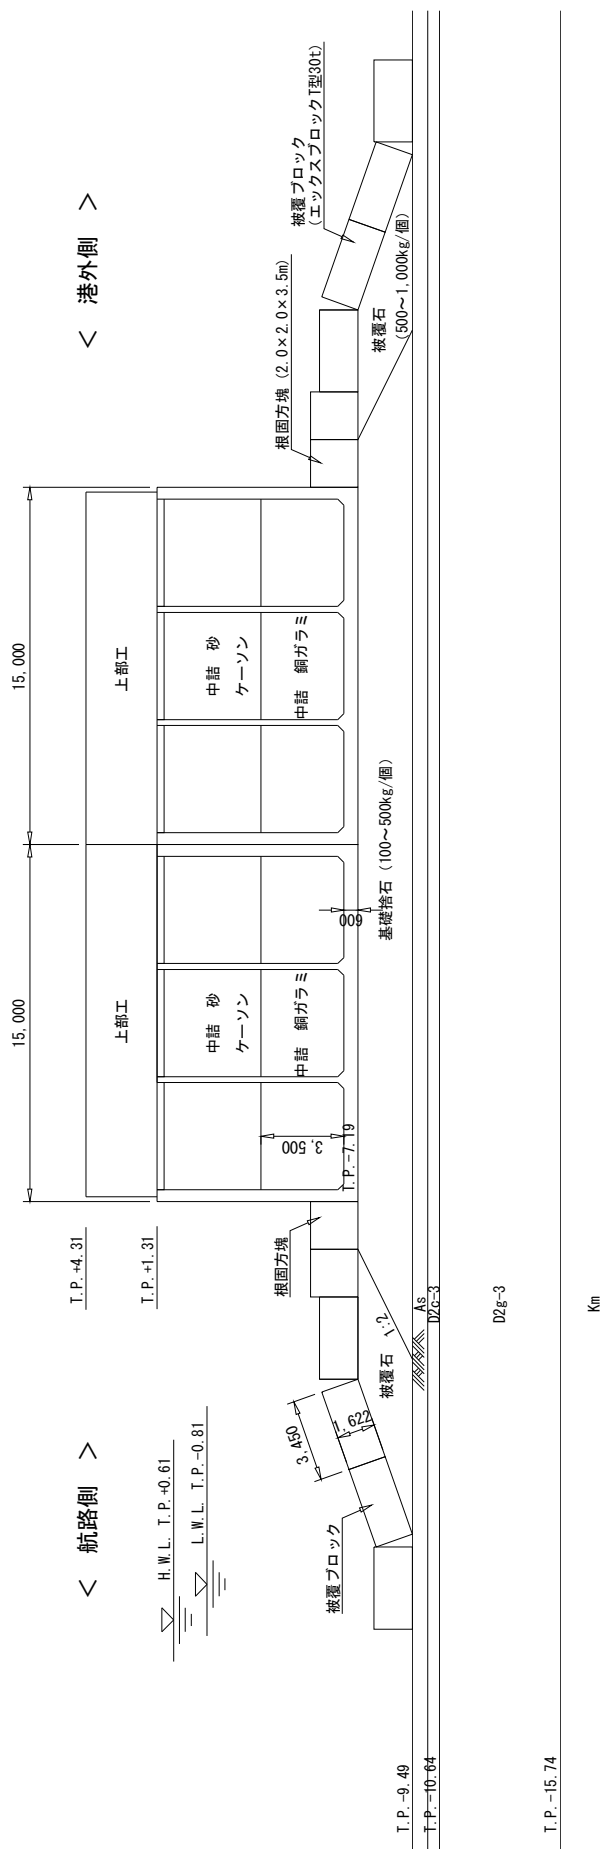 < 航路側 >
< 港外側 >
15,000
15,000
T.P.+4.31
上部工
上部工
T.P.+1.31
H.W.L. T.P.+0.61
L.W.L. T.P.-0.81
中詰 砂
ケーソン
中詰 銅ガラミ
中詰 砂
ケーソン
中詰 銅ガラミ
3,500
T.P.-7.19
600
根固方塊
根固方塊 (2.0×2.0×3.5m)
被覆ブロック
3,450
1,622
被覆ブロック
(エックスブロックT型30t)
被覆石 1:2
基礎捨石 (100~500kg/個)
被覆石
(500~1,000kg/個)
T.P.-9.49
As
T.P.-10.64
D2c-3
D2g-3
T.P.-15.74
Km